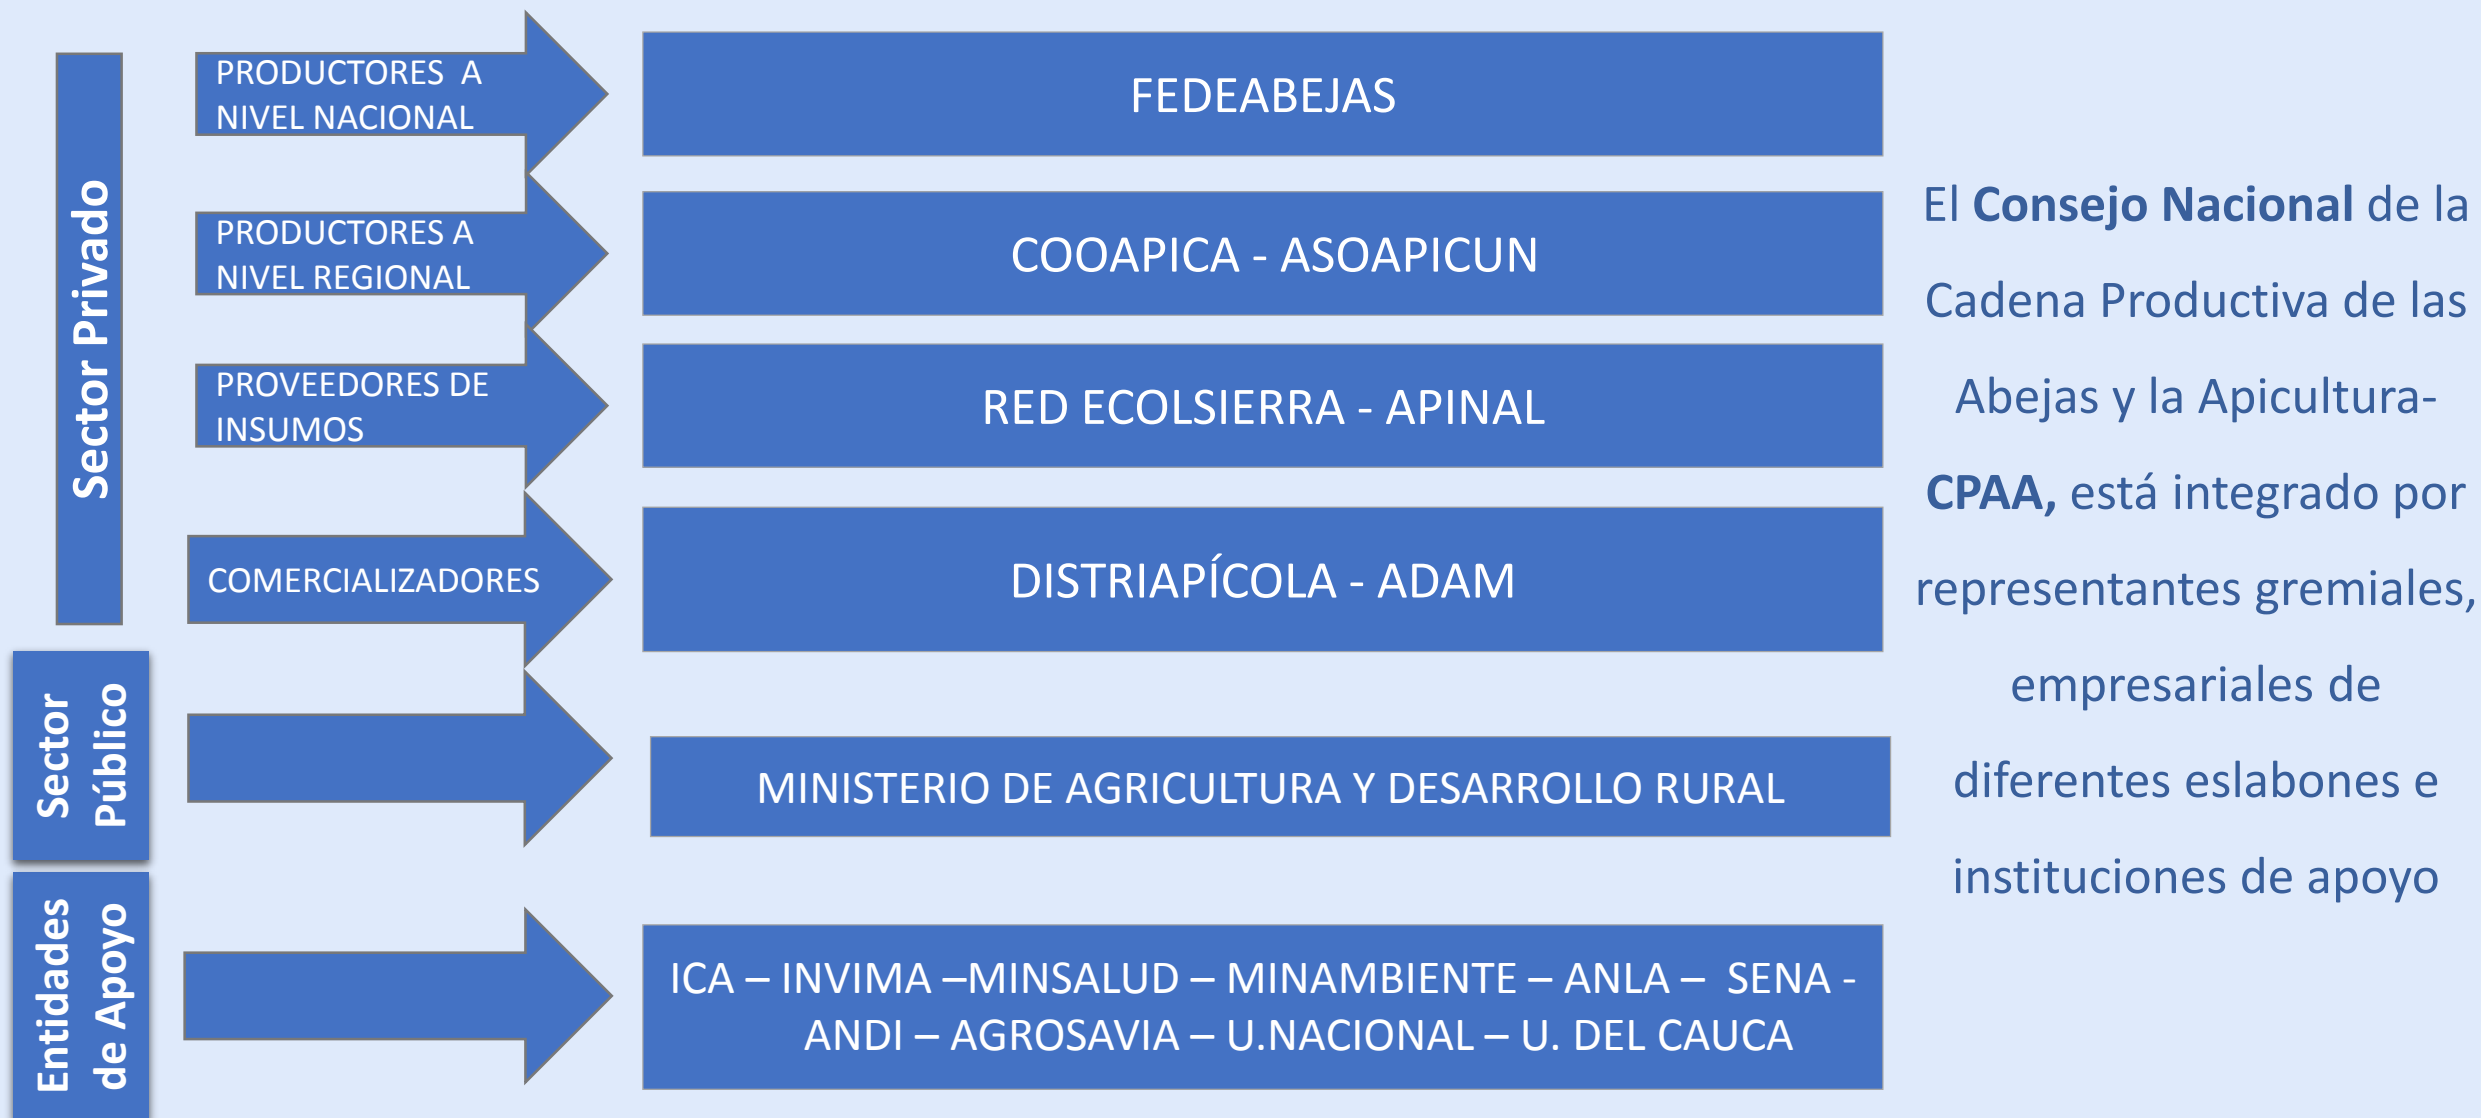 Sector Privado
PRODUCTORES A
NIVEL NACIONAL
FEDEABEJAS
PRODUCTORES A
NIVEL REGIONAL
COOAPICA - ASOAPICUN
PROVEEDORES DE
INSUMOS
RED ECOLSIERRA - APINAL
COMERCIALIZADORES
DISTRIAPÍCOLA - ADAM
Sector
Público
MINISTERIO DE AGRICULTURA Y DESARROLLO RURAL
Entidades
de Apoyo
ICA – INVIMA –MINSALUD – MINAMBIENTE – ANLA – SENA -
ANDI – AGROSAVIA – U.NACIONAL – U. DEL CAUCA
El Consejo Nacional de la
Cadena Productiva de las
Abejas y la Apicultura-
CPAA, está integrado por
representantes gremiales,
empresariales de
diferentes eslabones e
instituciones de apoyo